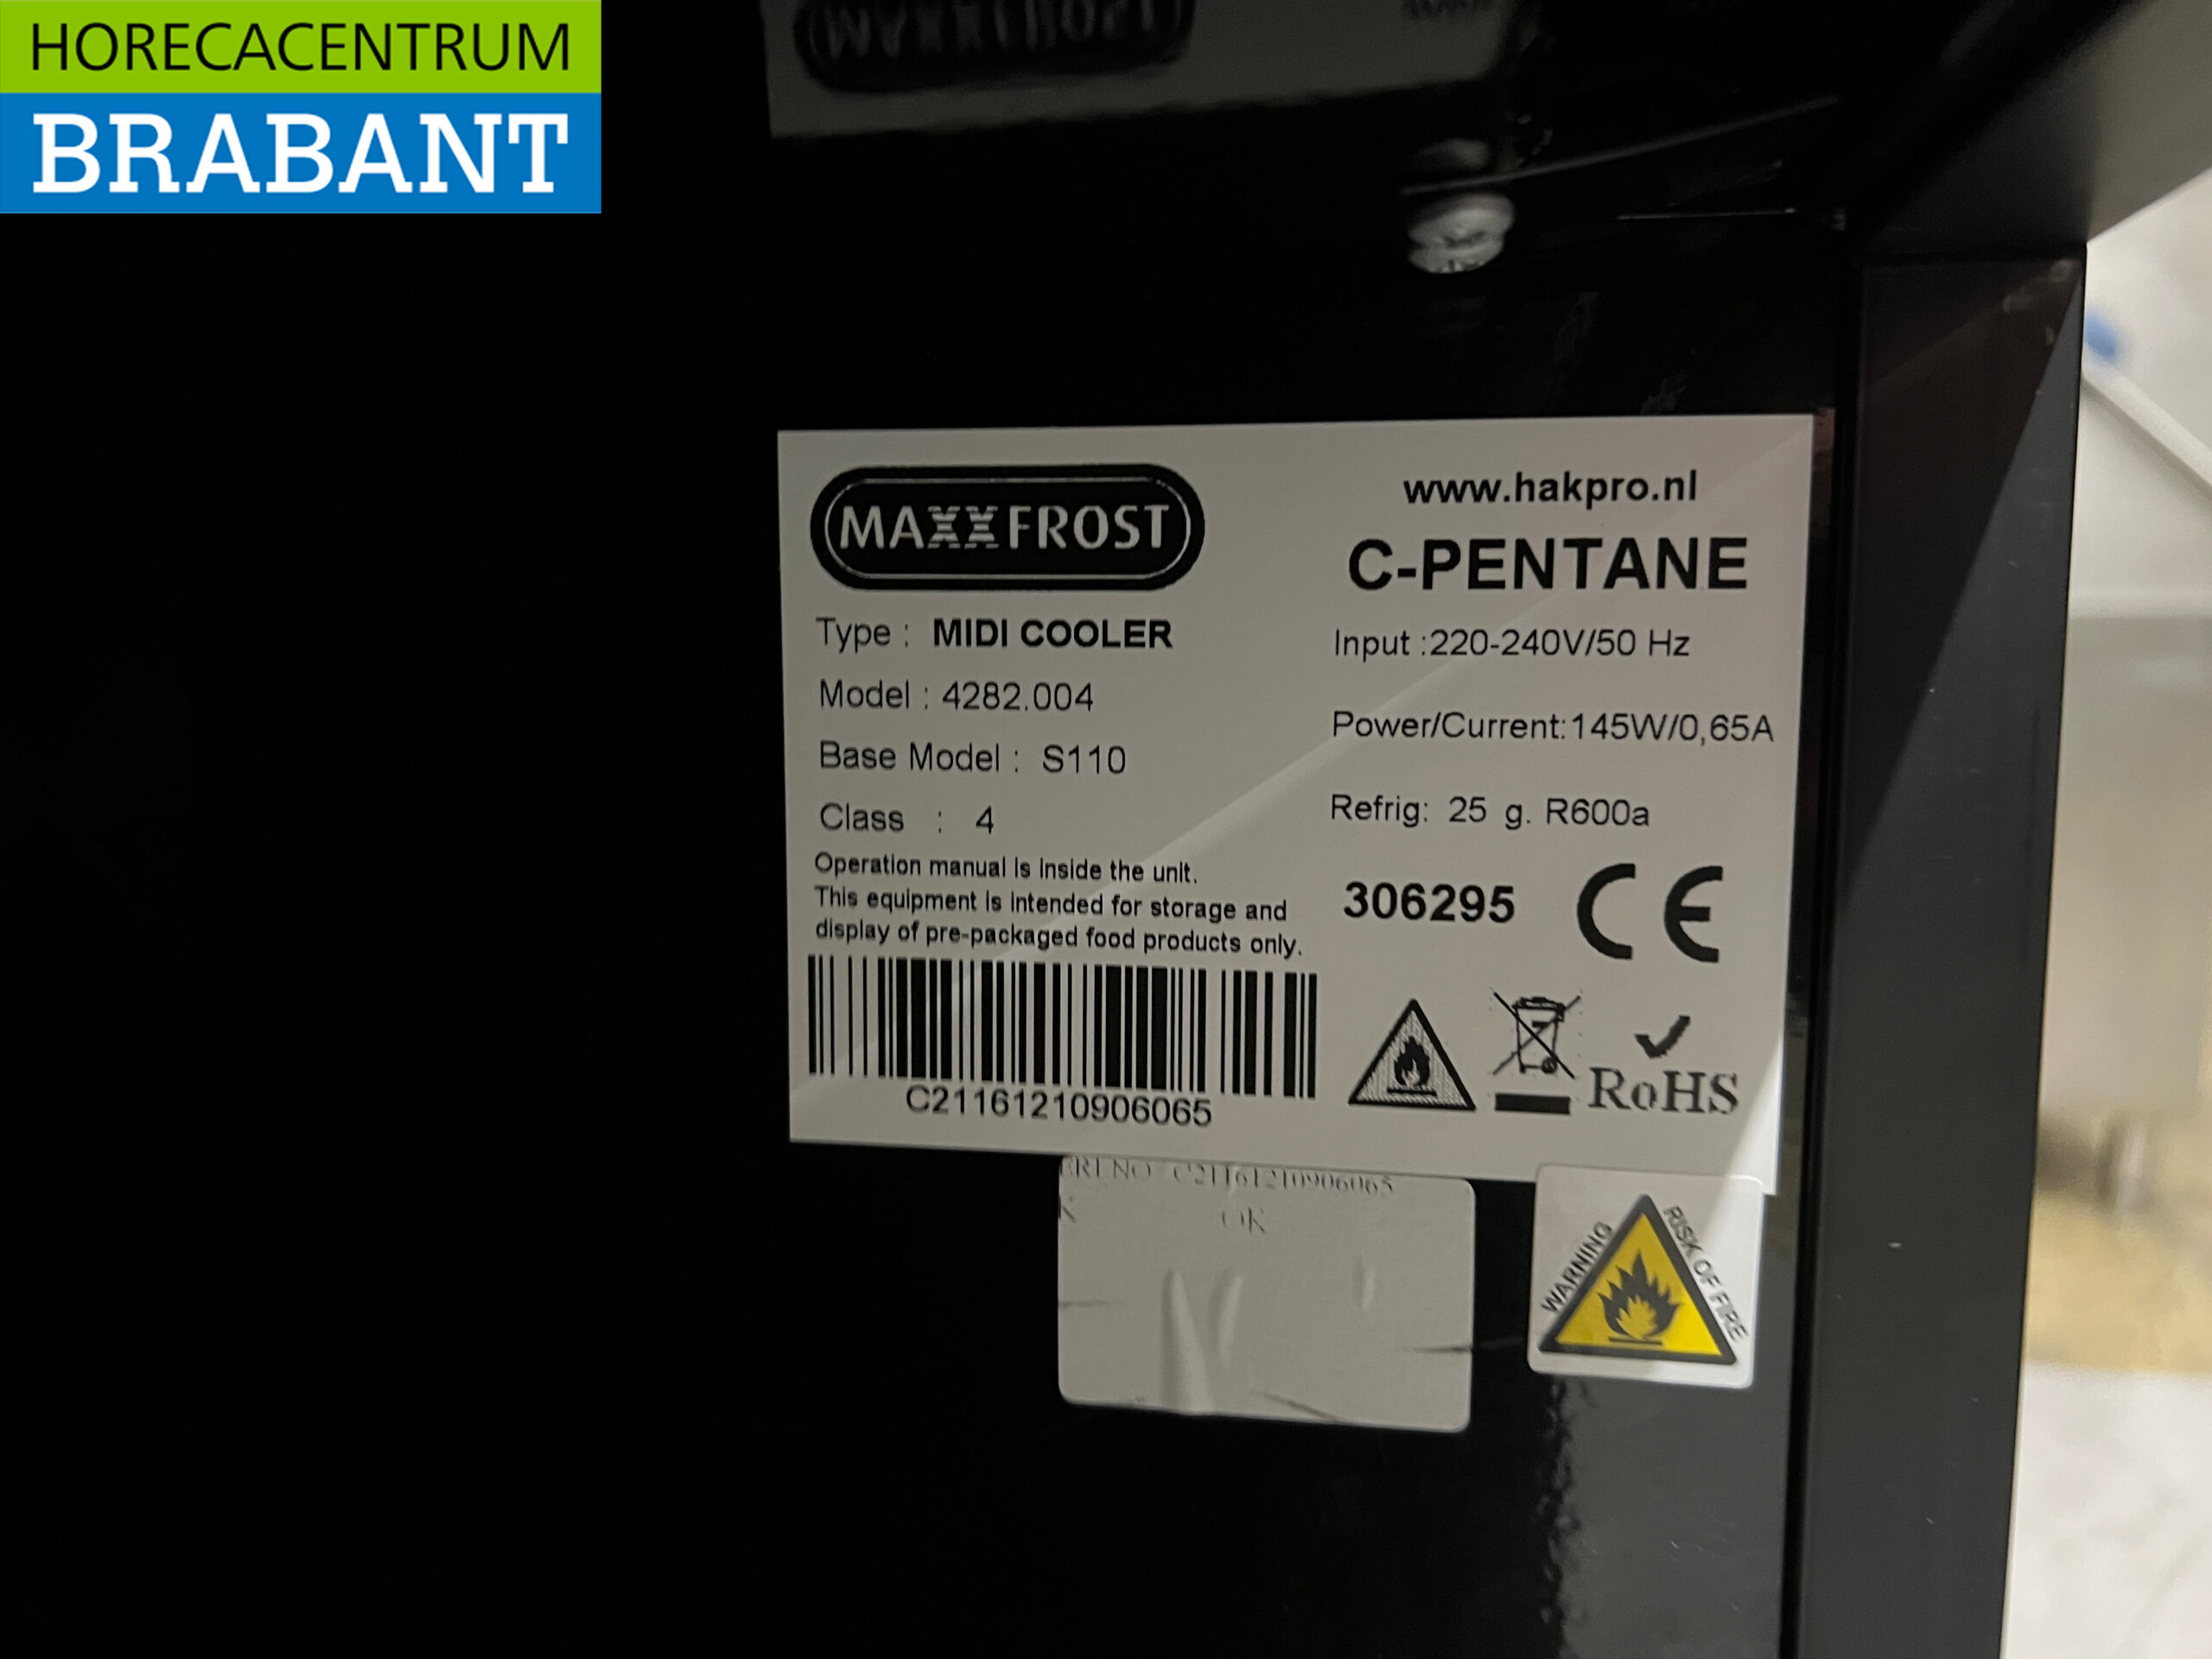 HORECACENTRUM
BRABANT
MAXXFROST
www.hakpro.nl
C-PENTANE
Type : MIDI COOLER
Input :220-240V/50 Hz
Model : 4282.004
Power/Current:145W/0,65A
Base Model : S110
Refrig: 25 g. R600a
Class : 4
Operation manual is inside the unit.
This equipment is intended for storage and
display of pre-packaged food products only.
306295 CE
C21161210906065
RoHS
NO C21161210906065
OK
WARNING
RISK OF FIRE